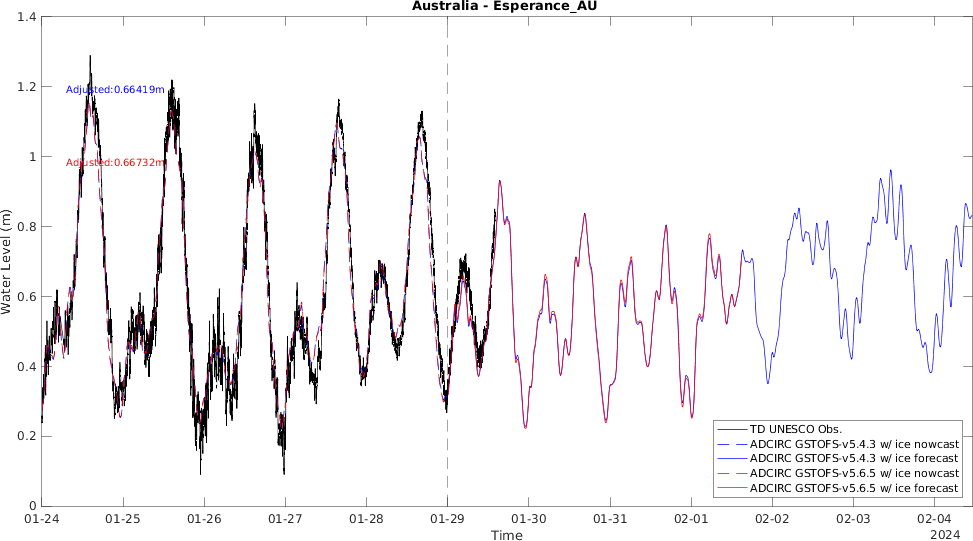 Australia - Esperance_AU
1.4
1.2
1
0.8
0.6
0.4
0.2
0
Water Level (m)
Adjusted:0.66419m
Adjusted:0.66732m
TD UNESCO Obs.
ADCIRC GSTOFS-v5.4.3 w/ ice nowcast
ADCIRC GSTOFS-v5.4.3 w/ ice forecast
ADCIRC GSTOFS-v5.6.5 w/ ice nowcast
ADCIRC GSTOFS-v5.6.5 w/ ice forecast
01-24 01-25 01-26 01-27 01-28 01-29 01-30 01-31 02-01 02-02 02-03 02-04
Time
2024